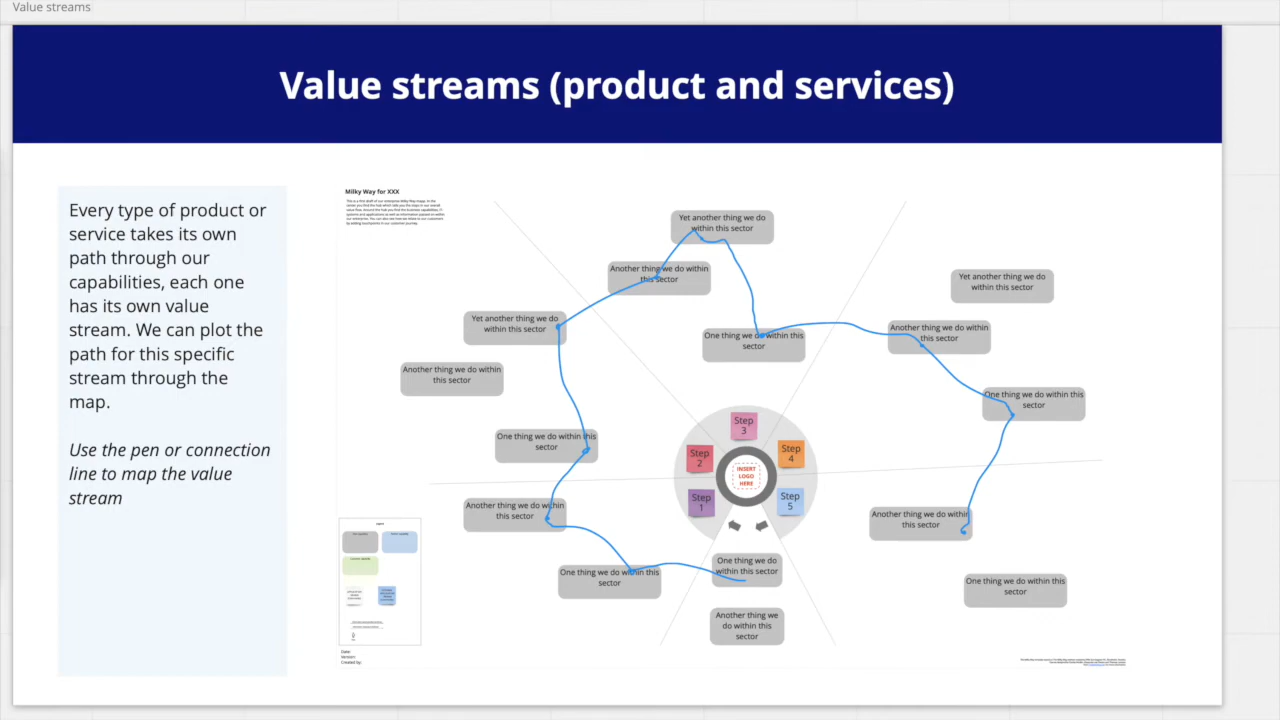 Value streams
Value streams (product and services)
Every type of product or
service takes its own
path through our
capabilities, each one
has its own value
stream. We can plot the
path for this specific
stream through the
map.
Use the pen or connection
line to map the value
stream
Milky Way for XXX
Yet another thing we do
within this sector
Another thing we do within
this sector
Yet another thing we do
within this sector
Another thing we do within
this sector
One thing we do within this
sector
Another thing we do within
this sector
One thing we do within this
sector
One thing we do within this
sector
Yet another thing we do
within this sector
Another thing we do within
this sector
One thing we do within this
sector
Another thing we do within
this sector
One thing we do within this
sector
One thing we do
within this sector
Another thing we
do within this
sector
Step
1
Step
2
Step
3
Step
4
Step
5
INSERT
LOGO
HERE
Date:
Version:
Created by: